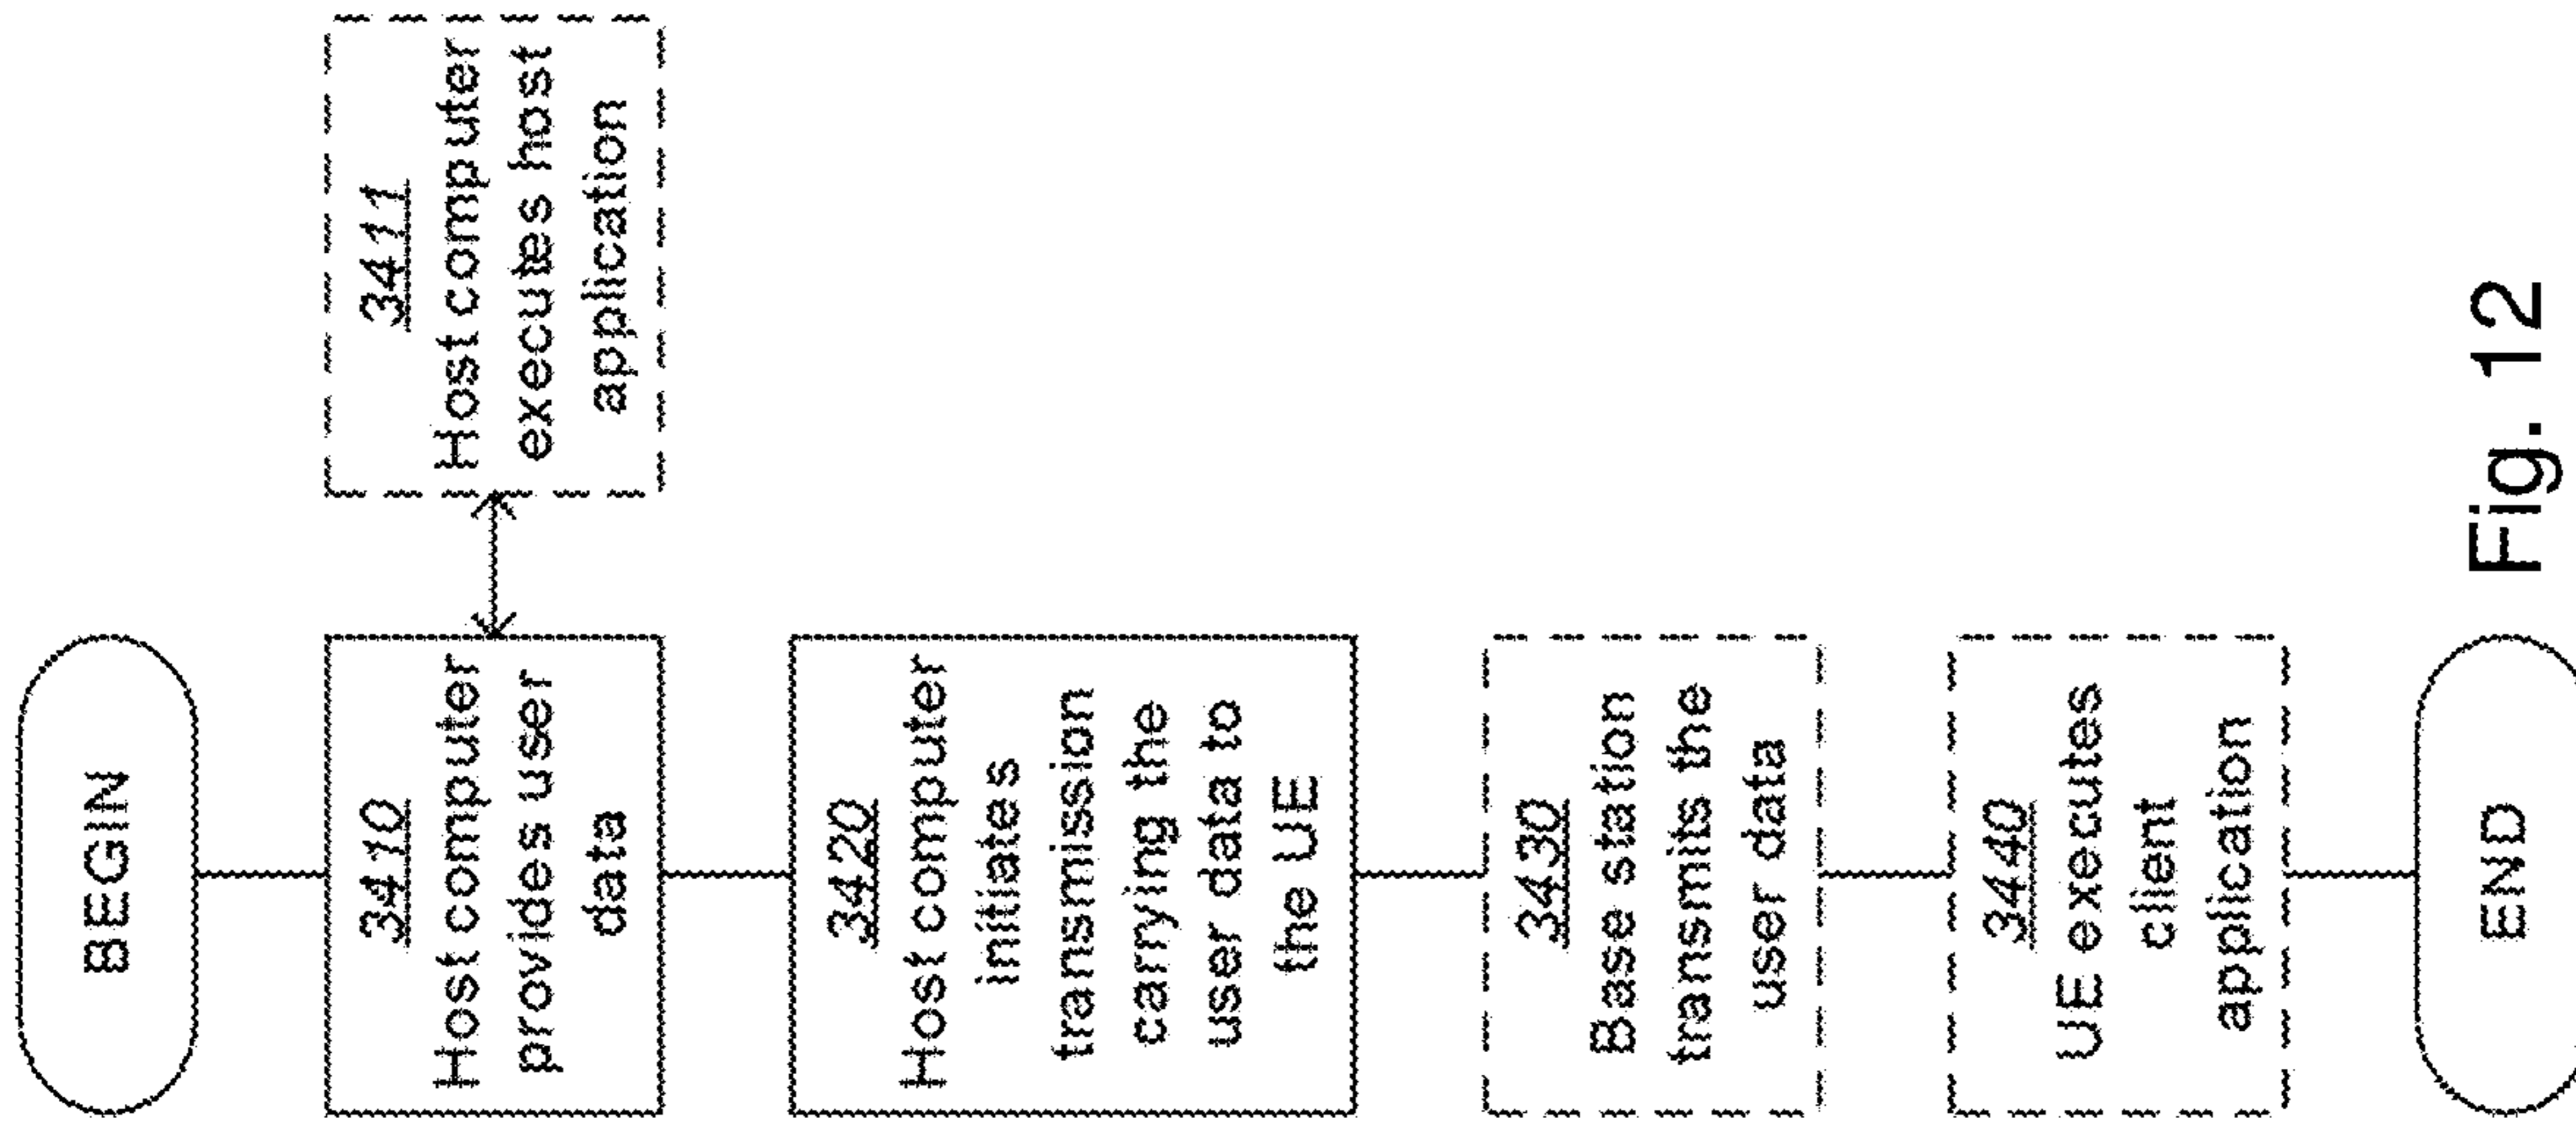 BEGIN
3410
Host computer
provides user
data
3411
Host computer
executes host
application
3420
Host computer
initiates
transmission
carrying the
user data to
the UE
3430
Base station
transmits the
user data
3440
UE executes
client
application
END
Fig. 12